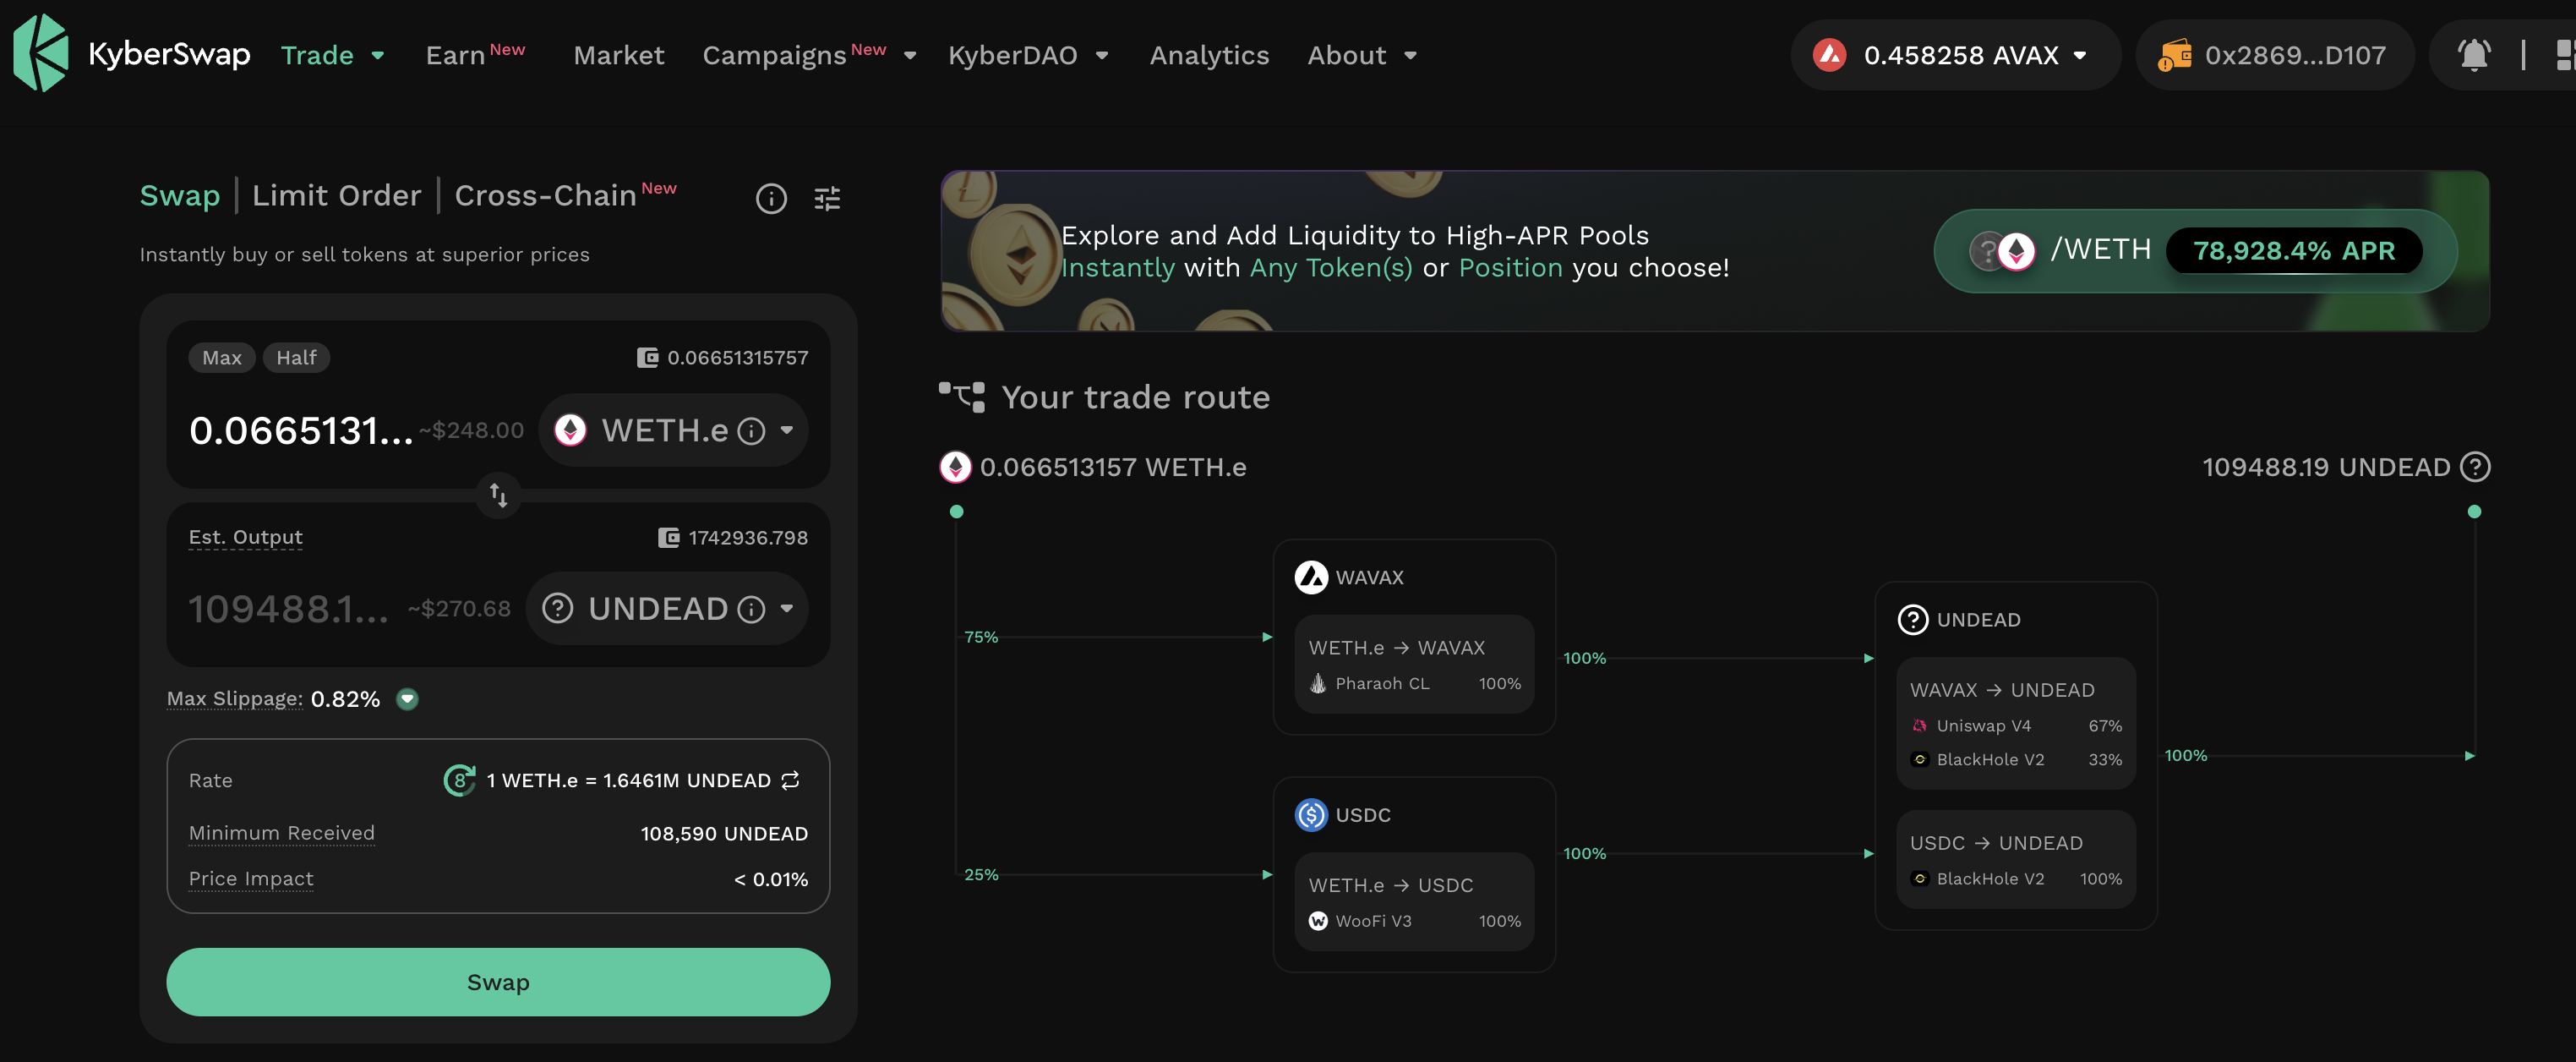 KyberSwap
Trade
Earn New
Market
Campaigns New
KyberDAO
Analytics
About
0.458258 AVAX
0x2869...D107
Swap | Limit Order | Cross-Chain New
Instantly buy or sell tokens at superior prices
Max Half 0.06651315757
0.0665131... ~$248.00 WETH.e
Est. Output 1742936.798
109488.1... ~$270.68 UNDEAD
Max Slippage: 0.82%
Rate 8 1 WETH.e = 1.6461M UNDEAD
Minimum Received 108,590 UNDEAD
Price Impact < 0.01%
Swap
Explore and Add Liquidity to High-APR Pools
Instantly with Any Token(s) or Position you choose!
/WETH 78,928.4% APR
Your trade route
0.066513157 WETH.e
109488.19 UNDEAD
75%
WAVAX
WETH.e → WAVAX
Pharaoh CL 100%
100%
25%
USDC
WETH.e → USDC
WooFi V3 100%
100%
UNDEAD
WAVAX → UNDEAD
Uniswap V4 67%
BlackHole V2 33%
USDC → UNDEAD
BlackHole V2 100%
100%